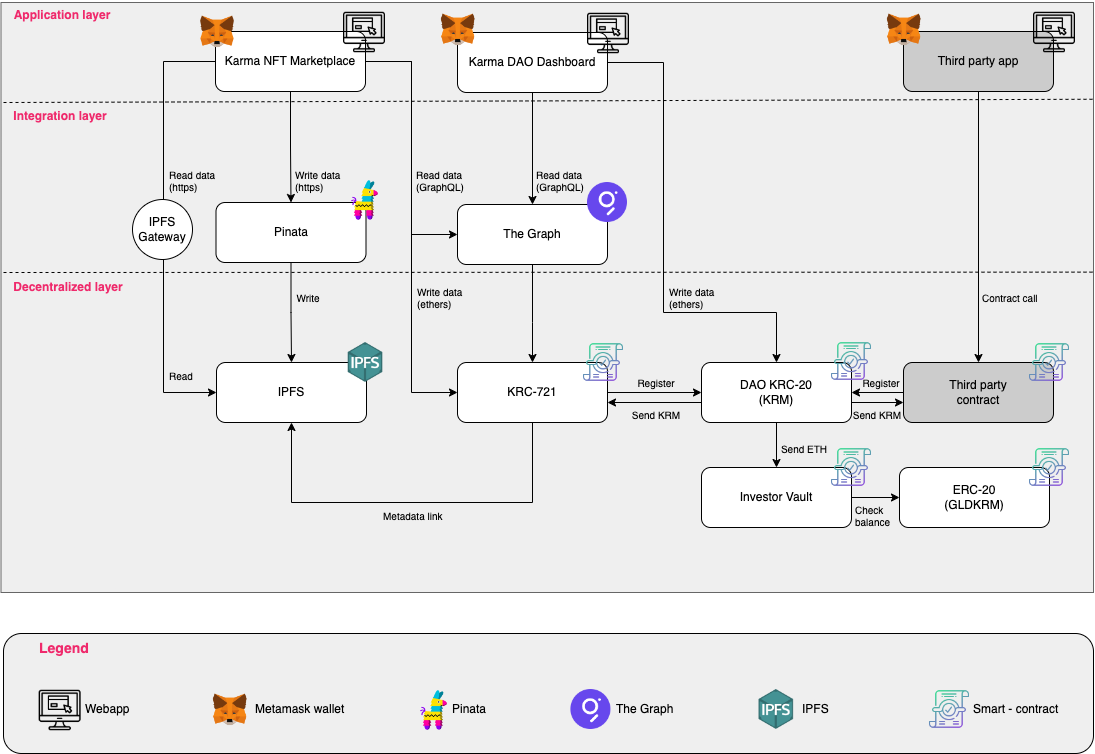 Application layer
Karma NFT Marketplace
Karma DAO Dashboard
Third party app
Integration layer
Read data
(https)
Write data
(https)
Read data
(GraphQL)
Read data
(GraphQL)
IPFS
Gateway
Pinata
The Graph
Decentralized layer
Write
Write data
(ethers)
Write data
(ethers)
Contract call
Read
IPFS
IPFS
KRC-721
Register
Send KRM
DAO KRC-20
(KRM)
Register
Send KRM
Third party
contract
Send ETH
Investor Vault
Check
balance
ERC-20
(GLDKRM)
Metadata link
Legend
Webapp
Metamask wallet
Pinata
The Graph
IPFS
IPFS
Smart - contract